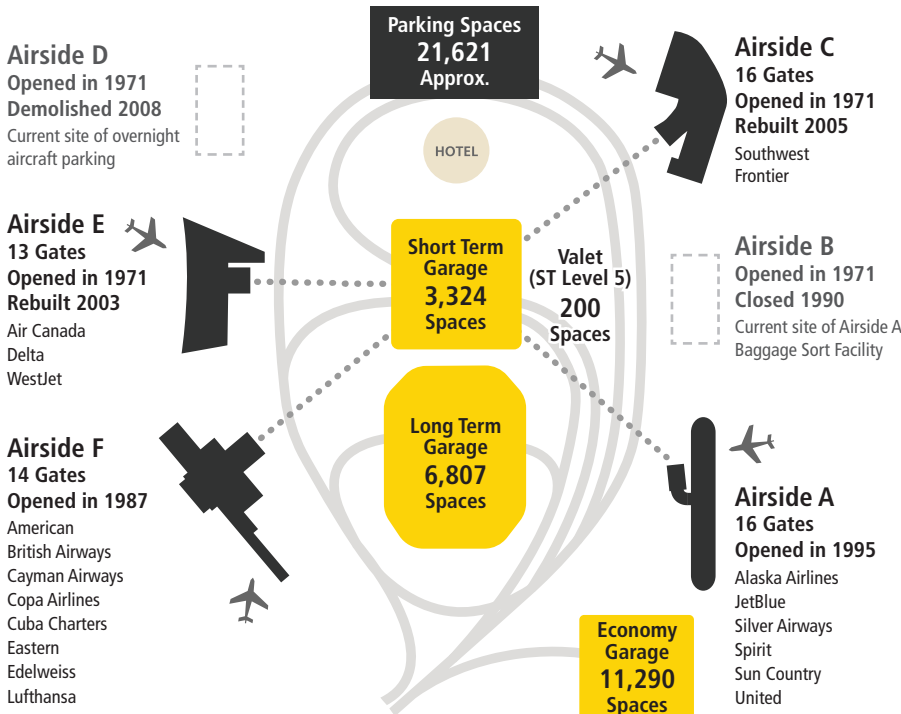 Parking Spaces
21,621
Approx.
Airside D
Opened in 1971
Demolished 2008
Current site of overnight
aircraft parking
Airside C
16 Gates
Opened in 1971
Rebuilt 2005
Southwest
Frontier
HOTEL
Airside E
13 Gates
Opened in 1971
Rebuilt 2003
Air Canada
Delta
WestJet
Short Term
Garage
3,324
Spaces
Valet
(ST Level 5)
200
Spaces
Airside B
Opened in 1971
Closed 1990
Current site of Airside A
Baggage Sort Facility
Long Term
Garage
6,807
Spaces
Airside F
14 Gates
Opened in 1987
American
British Airways
Cayman Airways
Copa Airlines
Cuba Charters
Eastern
Edelweiss
Lufthansa
Airside A
16 Gates
Opened in 1995
Alaska Airlines
JetBlue
Silver Airways
Spirit
Sun Country
United
Economy
Garage
11,290
Spaces